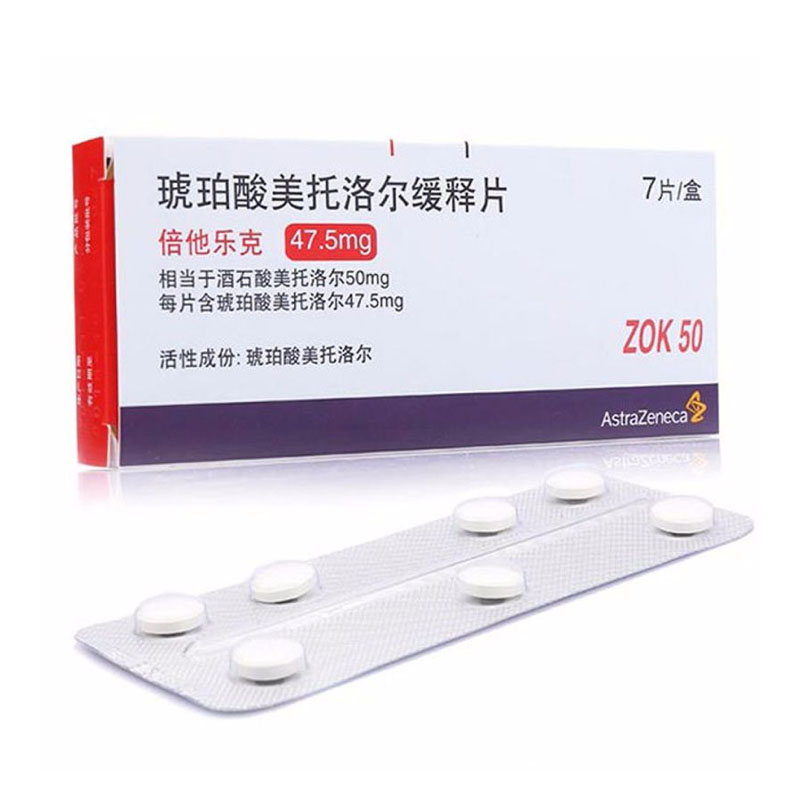 琥珀酸美托洛尔缓释片
7片/盒
倍他乐克 47.5mg
相当于酒石酸美托洛尔50mg
每片含琥珀酸美托洛尔47.5mg
活性成份: 琥珀酸美托洛尔
ZOK 50
AstraZeneca